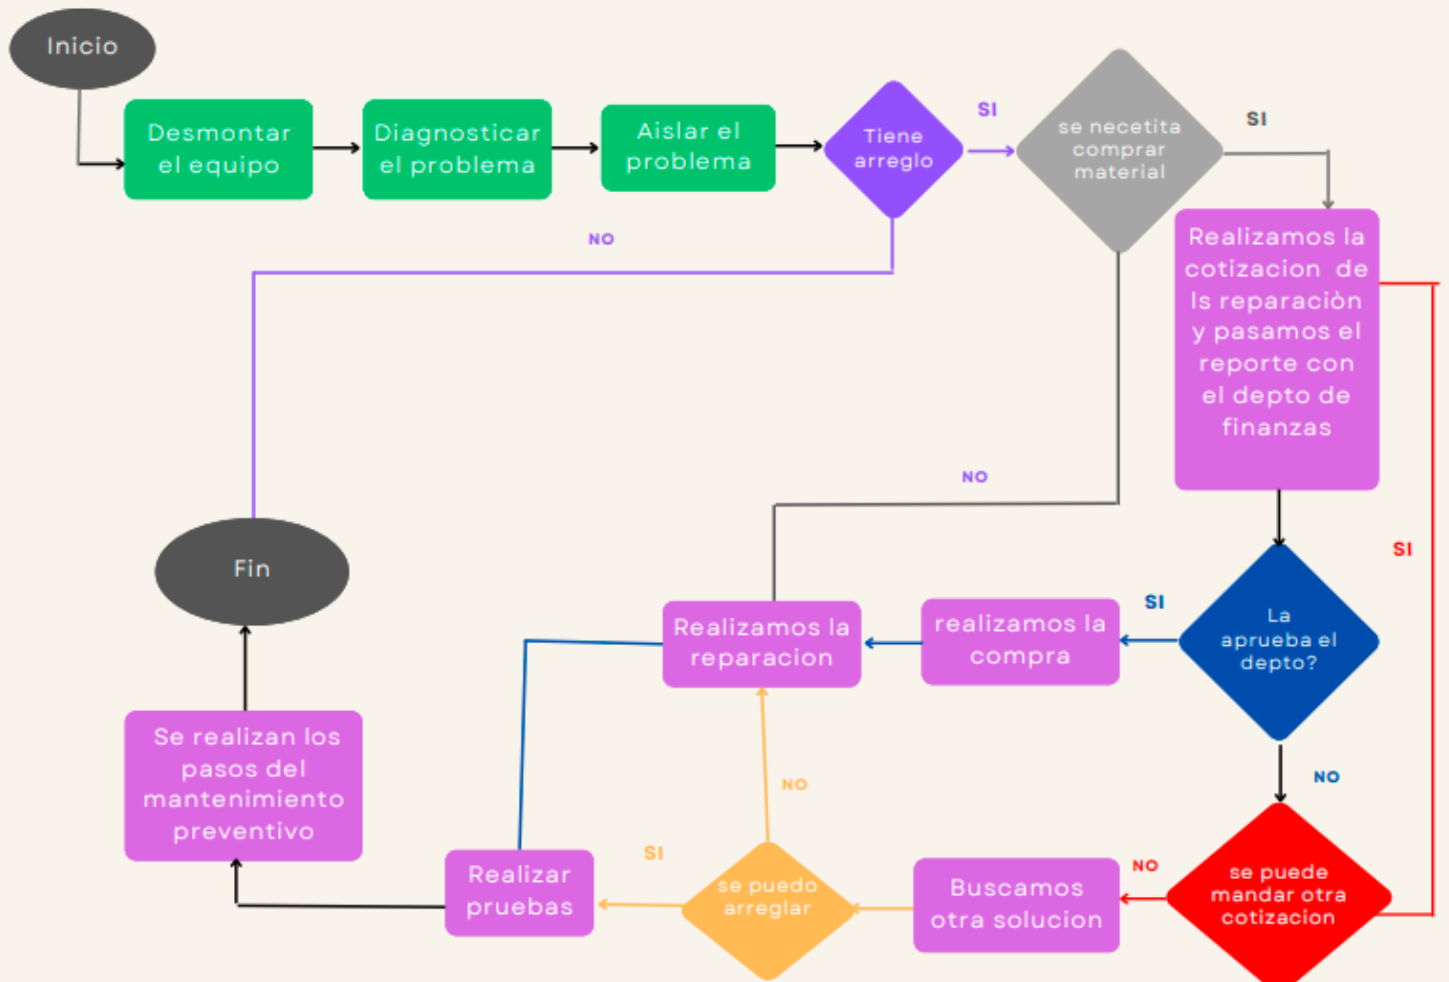 Inicio
Desmontar
el equipo
Diagnosticar
el problema
Aislar el
problema
Tiene
arreglo
SI
se necetita
comprar
material
SI
NO
Realizamos la
cotizacion de
ls reparaciòn
y pasamos el
reporte con
el depto de
finanzas
NO
SI
Fin
Realizamos la
reparacion
realizamos la
compra
SI
La
aprueba el
depto?
Se realizan los
pasos del
mantenimiento
preventivo
NO
NO
SI
Realizar
pruebas
se puedo
arreglar
Buscamos
otra solucion
NO
se puede
mandar otra
cotizacion